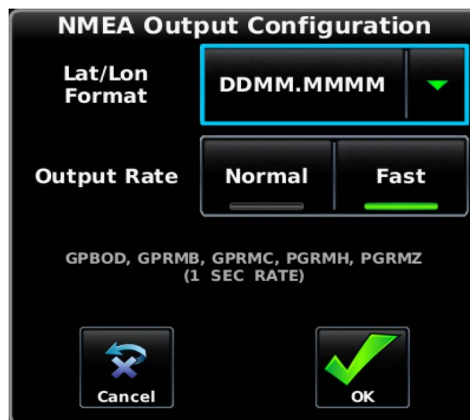 NMEA Output Configuration
Lat/Lon
Format
DDMM.MMMM
Output Rate
Normal
Fast
GPBOD, GPRMB, GPRMC, PGRMH, PGRMZ
(1 SEC RATE)
Cancel
OK